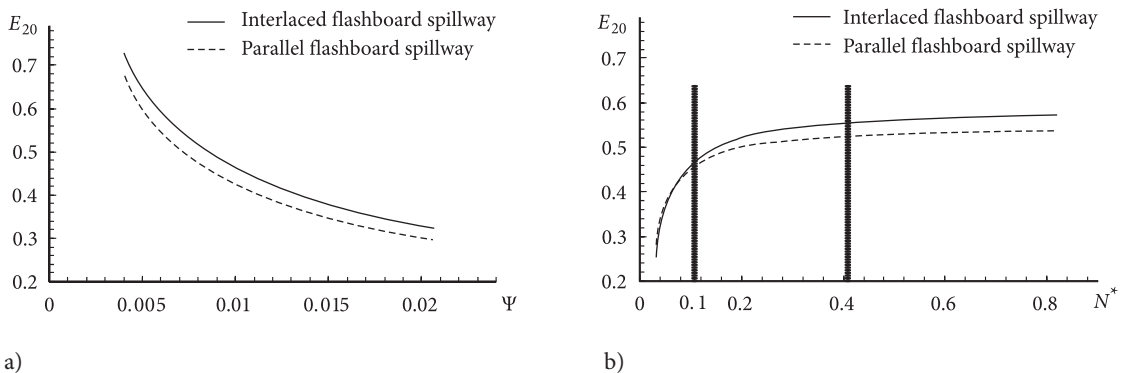 E20
Interlaced flashboard spillway
Parallel flashboard spillway
0.7
0.6
0.5
0.4
0.3
0.2
0 0.005 0.01 0.015 0.02 Ψ
a)
E20
Interlaced flashboard spillway
Parallel flashboard spillway
0.7
0.6
0.5
0.4
0.3
0.2
0 0.1 0.2 0.4 0.6 0.8 N*
b)